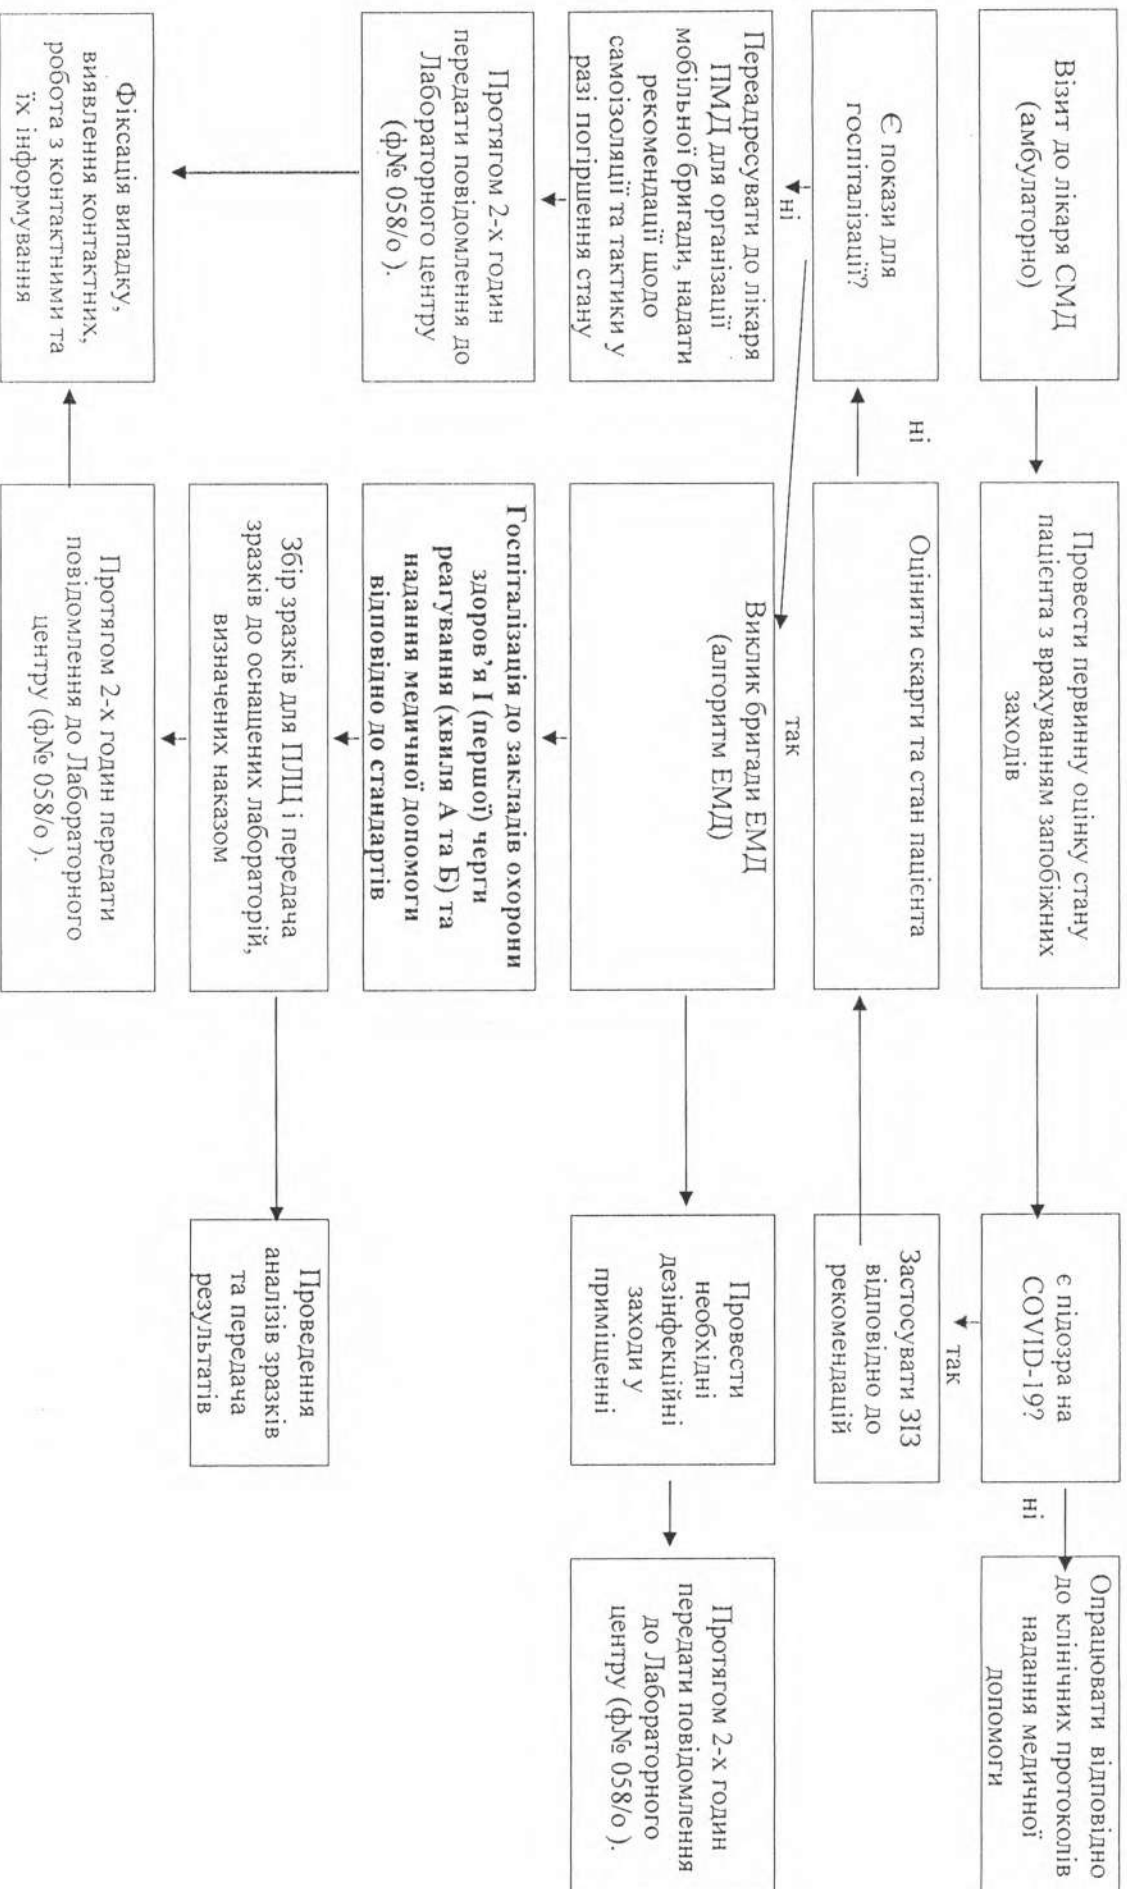 Візит до лікаря СМД
(амбулаторно)
Провести первинну оцінку стану
пацієнта з врахуванням запобіжних
заходів
є підозра на
COVID-19?
ні
Опрацювати відповідно
до клінічних протоколів
надання медичної
допомоги
так
Є покази для
госпіталізації?
ні
Оцінити скарги та стан пацієнта
Застосувати ЗІЗ
відповідно до
рекомендацій
ні
так
Переадресувати до лікаря
ПМД для організації
мобільної бригади, надати
рекомендації щодо
самоізоляції та тактики у
разі погіршення стану
Виклик бригади ЕМД
(алгоритм ЕМД)
Провести
необхідні
дезінфекційні
заходи у
приміщенні
Протягом 2-х годин
передати повідомлення
до Лабораторного
центру (ф№ 058/о ).
Протягом 2-х годин
передати повідомлення до
Лабораторного центру
(ф№ 058/о ).
Госпіталізація до закладів охорони
здоров'я І (першої) черги
реагування (хвиля А та Б) та
надання медичної допомоги
відповідно до стандартів
Збір зразків для ПЛЦ і передача
зразків до оснащених лабораторій,
визначених наказом
Проведення
аналізів зразків
та передача
результатів
Фіксація випадку,
виявлення контактних,
робота з контактними та
їх інформування
Протягом 2-х годин передати
повідомлення до Лабораторного
центру (ф№ 058/о ).